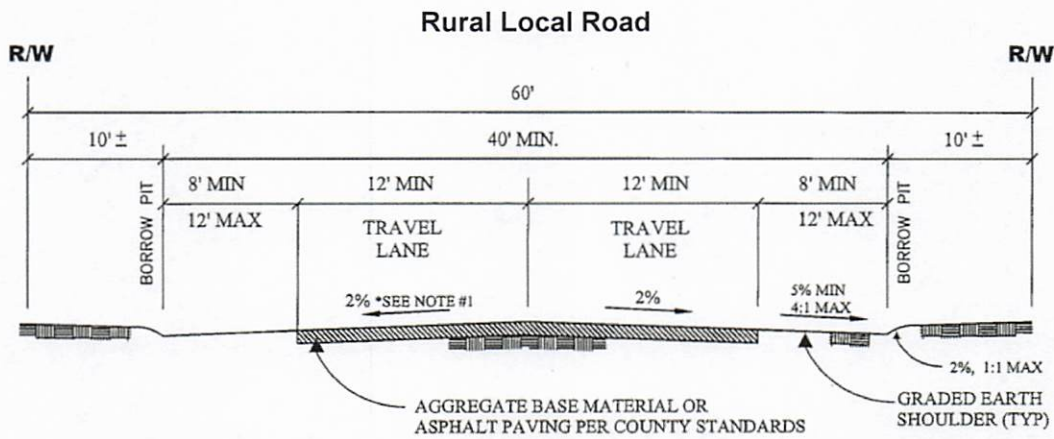 Rural Local Road
R/W
R/W
60'
10' ±
40' MIN.
10' ±
BORROW PIT
8' MIN
12' MAX
12' MIN
TRAVEL
LANE
12' MIN
TRAVEL
LANE
8' MIN
12' MAX
BORROW PIT
2% *SEE NOTE #1
2%
5% MIN
4:1 MAX
2%, 1:1 MAX
AGGREGATE BASE MATERIAL OR
ASPHALT PAVING PER COUNTY STANDARDS
GRADED EARTH
SHOULDER (TYP)